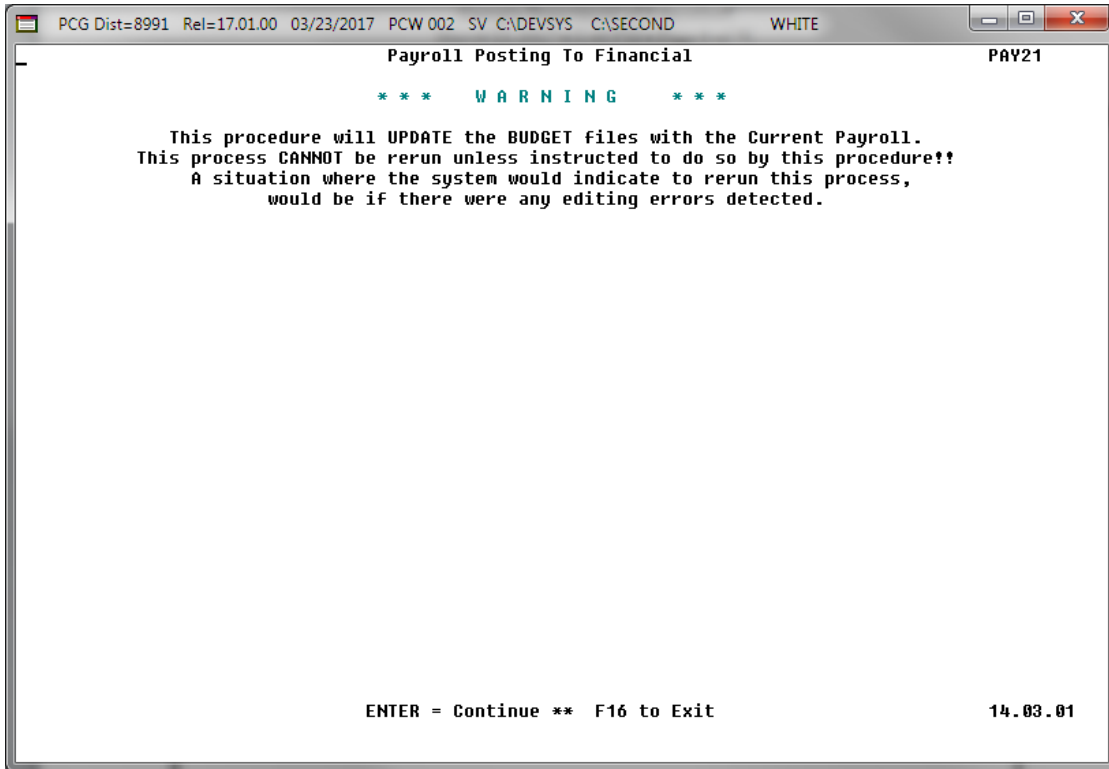 PCG Dist=8991 Rel=17.01.00 03/23/2017 PCW 002 SV C:\DEVSYS C:\SECOND WHITE
Payroll Posting To Financial PAY21
* * * W A R N I N G * * *
This procedure will UPDATE the BUDGET files with the Current Payroll.
This process CANNOT be rerun unless instructed to do so by this procedure!!
A situation where the system would indicate to rerun this process,
would be if there were any editing errors detected.
ENTER = Continue ** F16 to Exit 14.03.01